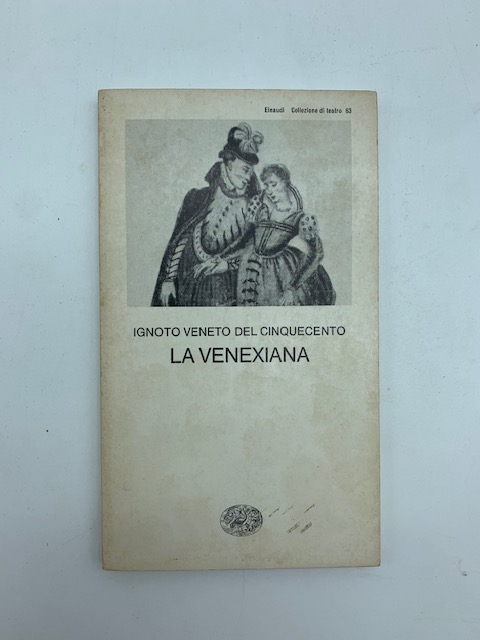 Einaudi Collezione di teatro 63
IGNOTO VENETO DEL CINQUECENTO
LA VENEXIANA